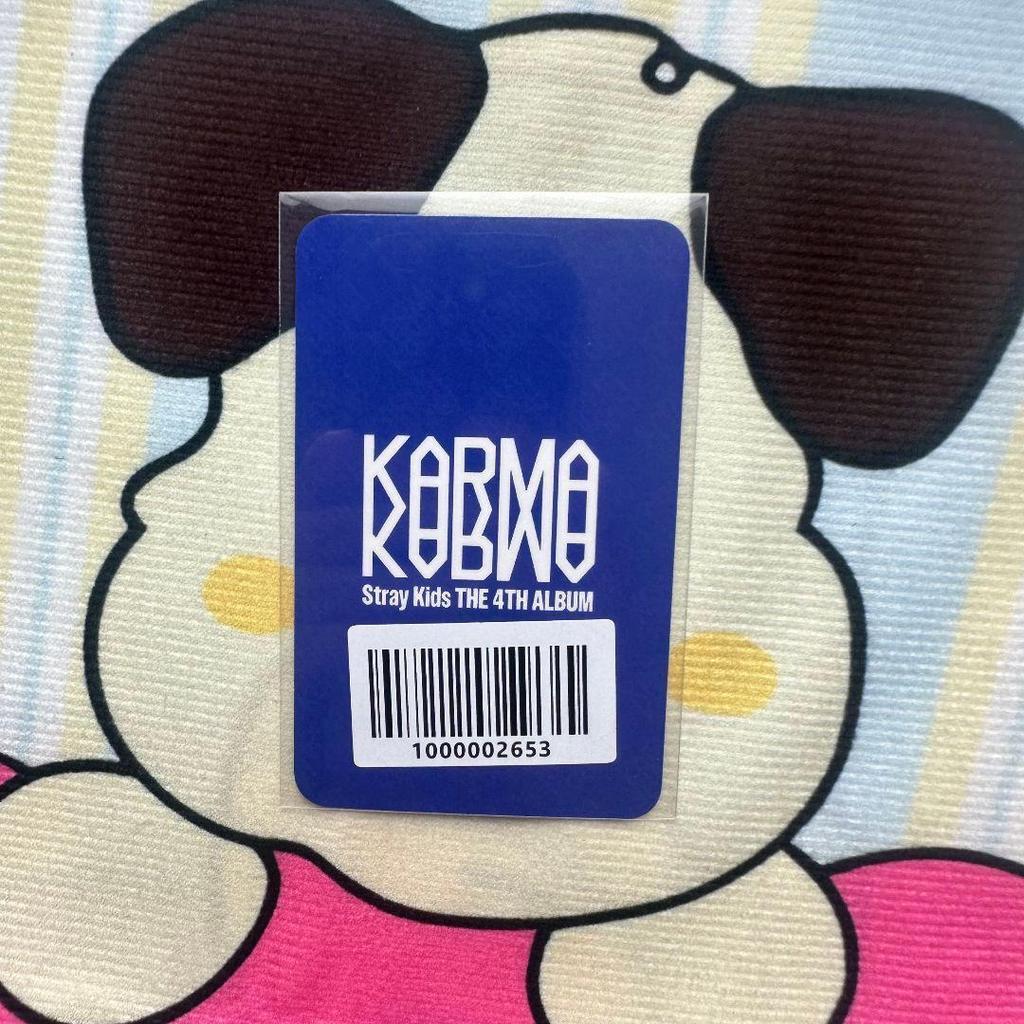 KARMA
Stray Kids THE 4TH ALBUM
1000002653